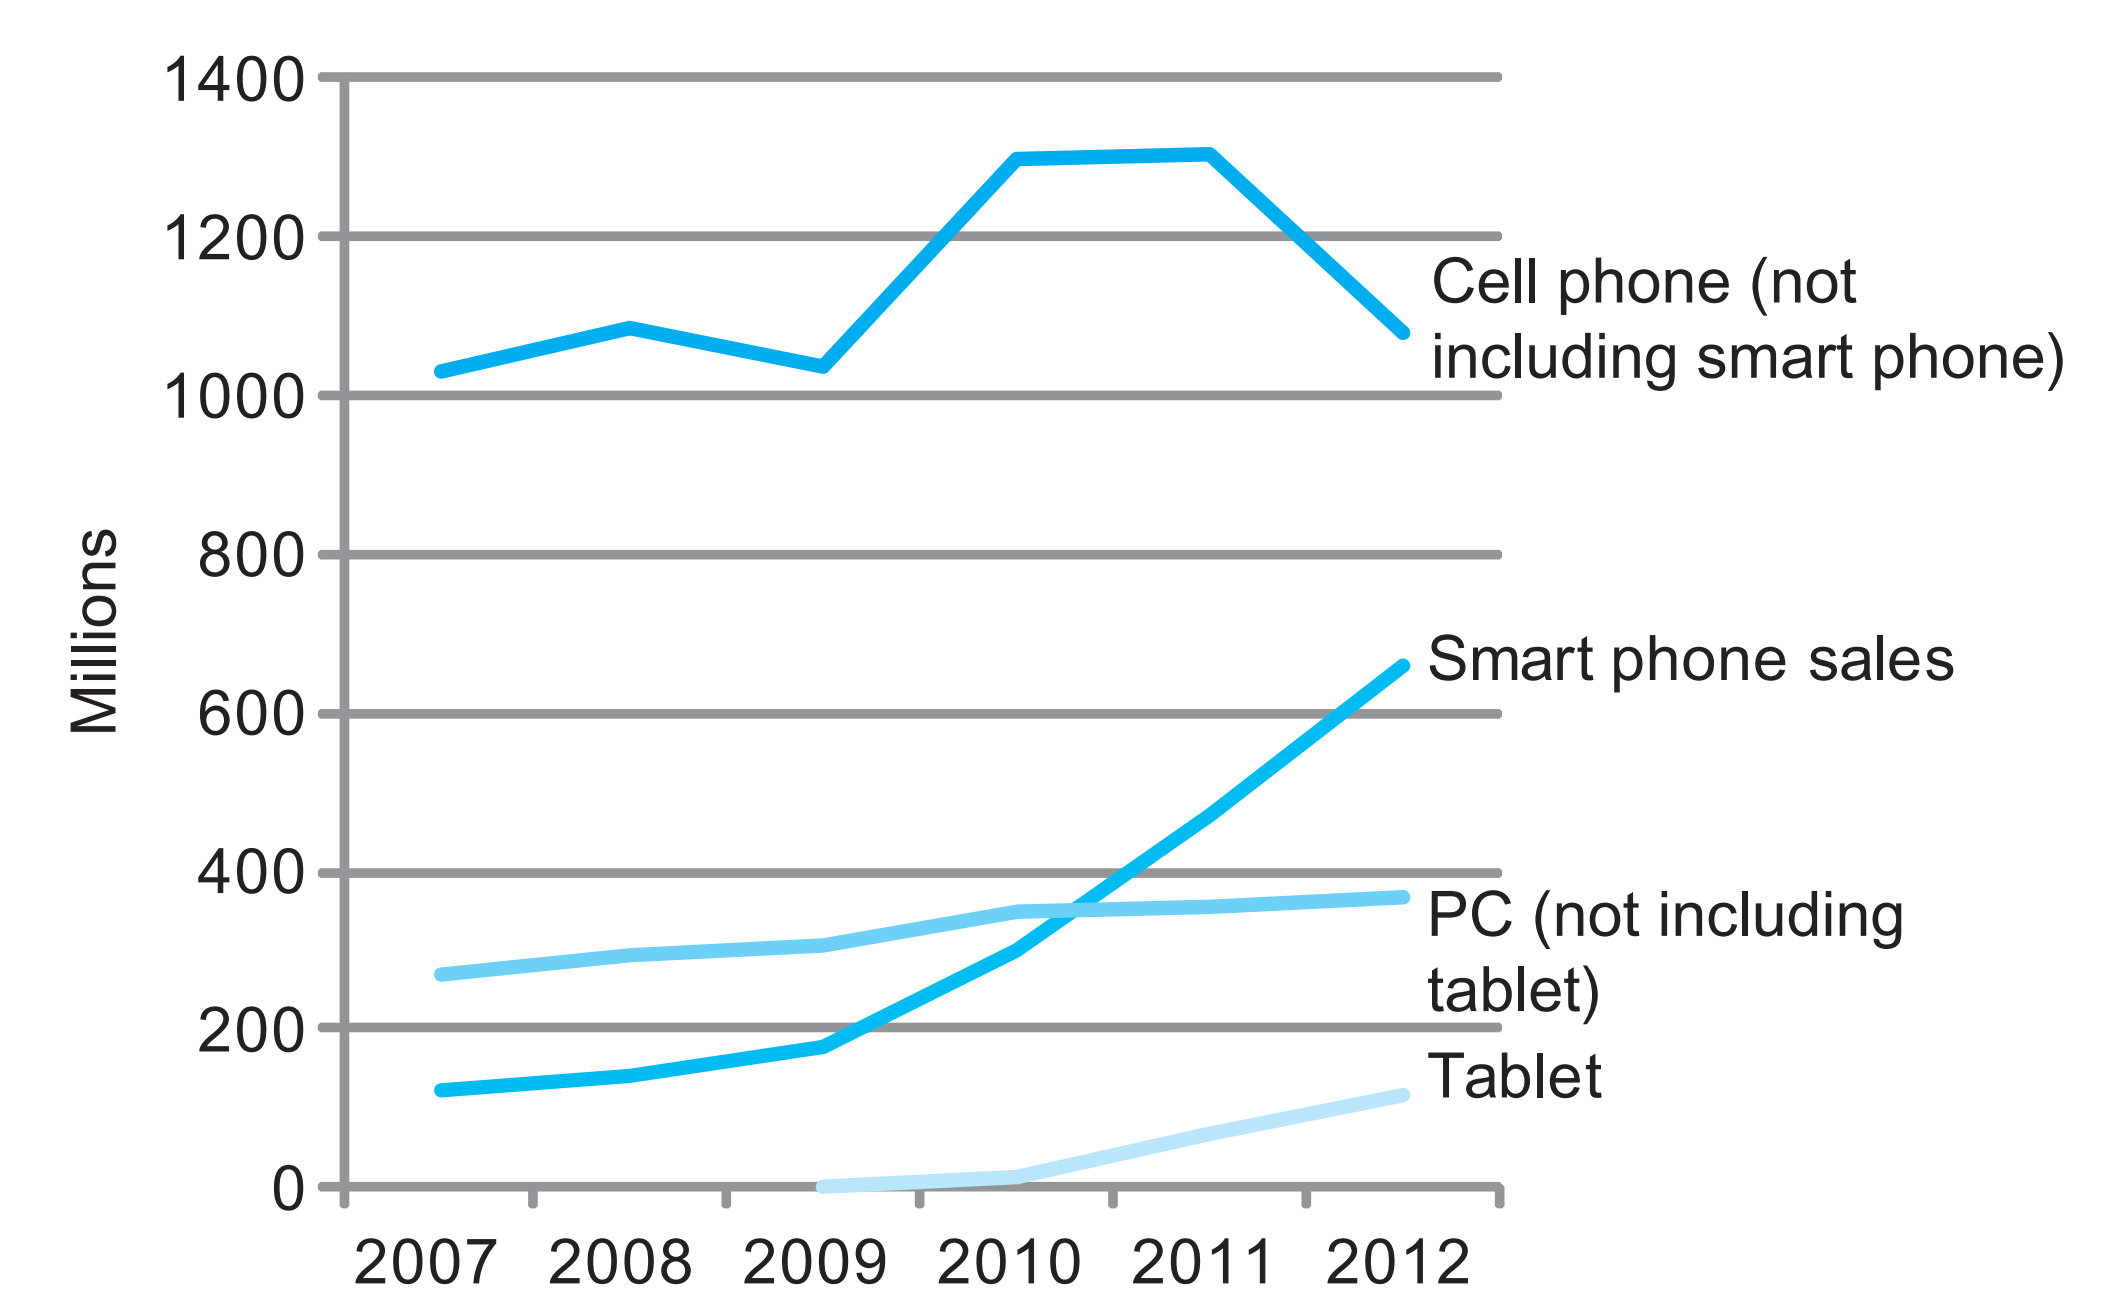 1400
1200
1000
800
600
400
200
0
Millions
Cell phone (not
including smart phone)
Smart phone sales
PC (not including
tablet)
Tablet
2007 2008 2009 2010 2011 2012